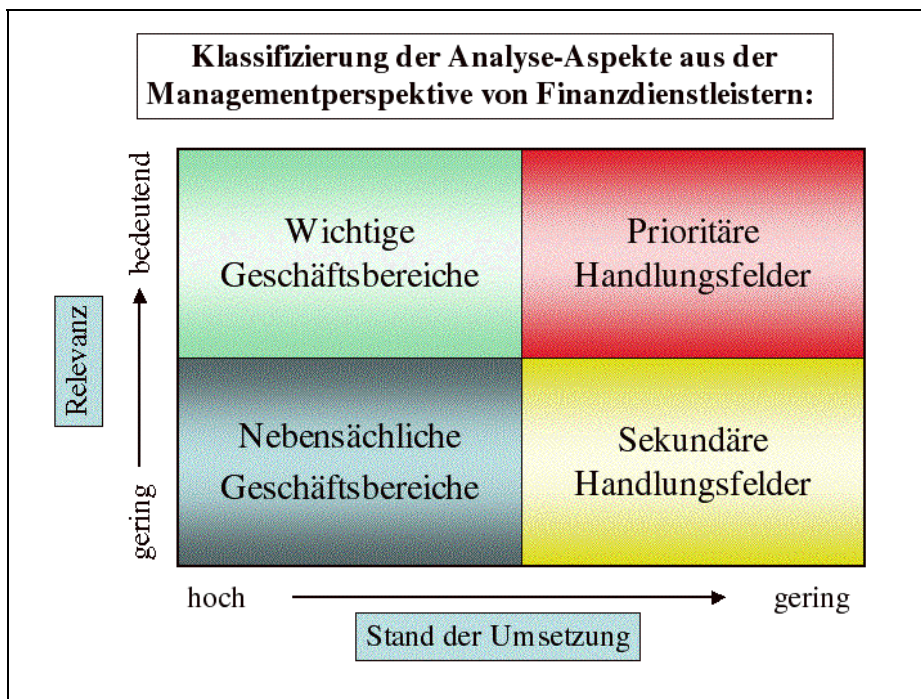 Klassifizierung der Analyse-Aspekte aus der
Managementperspektive von Finanzdienstleistern:
bedeutend
Relevanz
gering
Wichtige
Geschäftsbereiche
Prioritäre
Handlungsfelder
Nebensächliche
Geschäftsbereiche
Sekundäre
Handlungsfelder
hoch
gering
Stand der Umsetzung